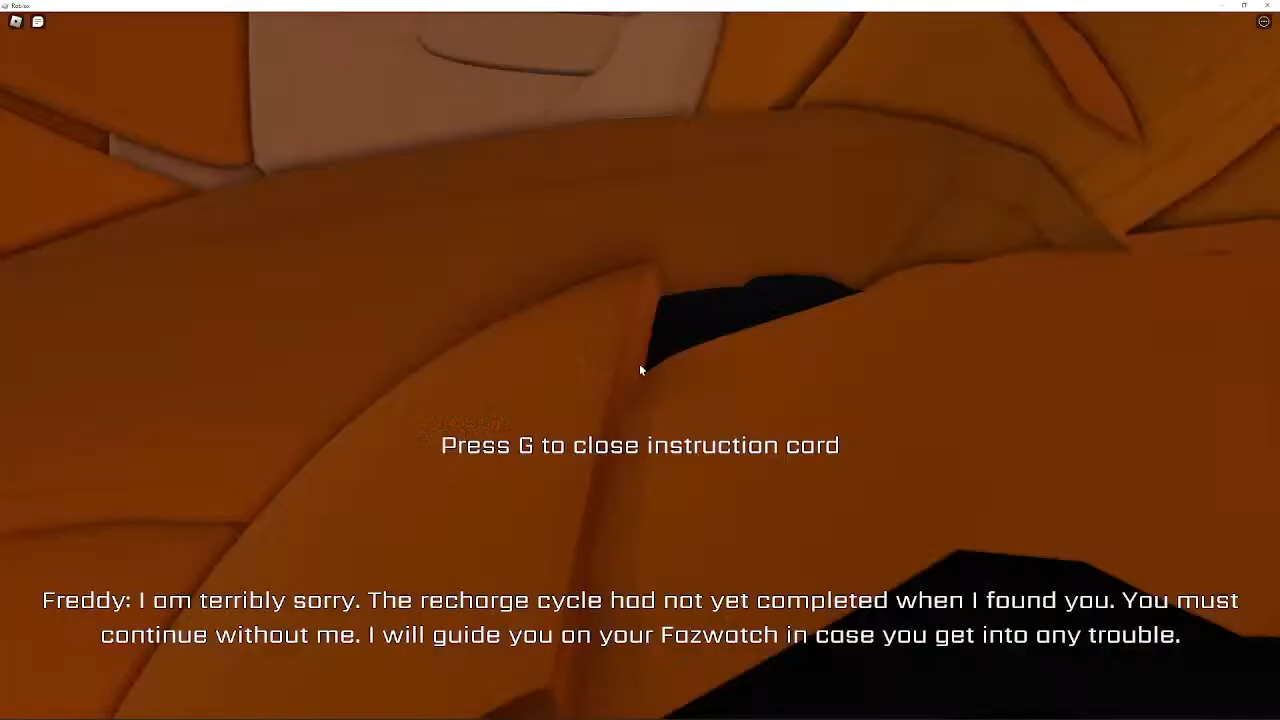 Roblox
Press G to close instruction card
Freddy: I am terribly sorry. The recharge cycle had not yet completed when I found you. You must
continue without me. I will guide you on your Fazwatch in case you get into any trouble.